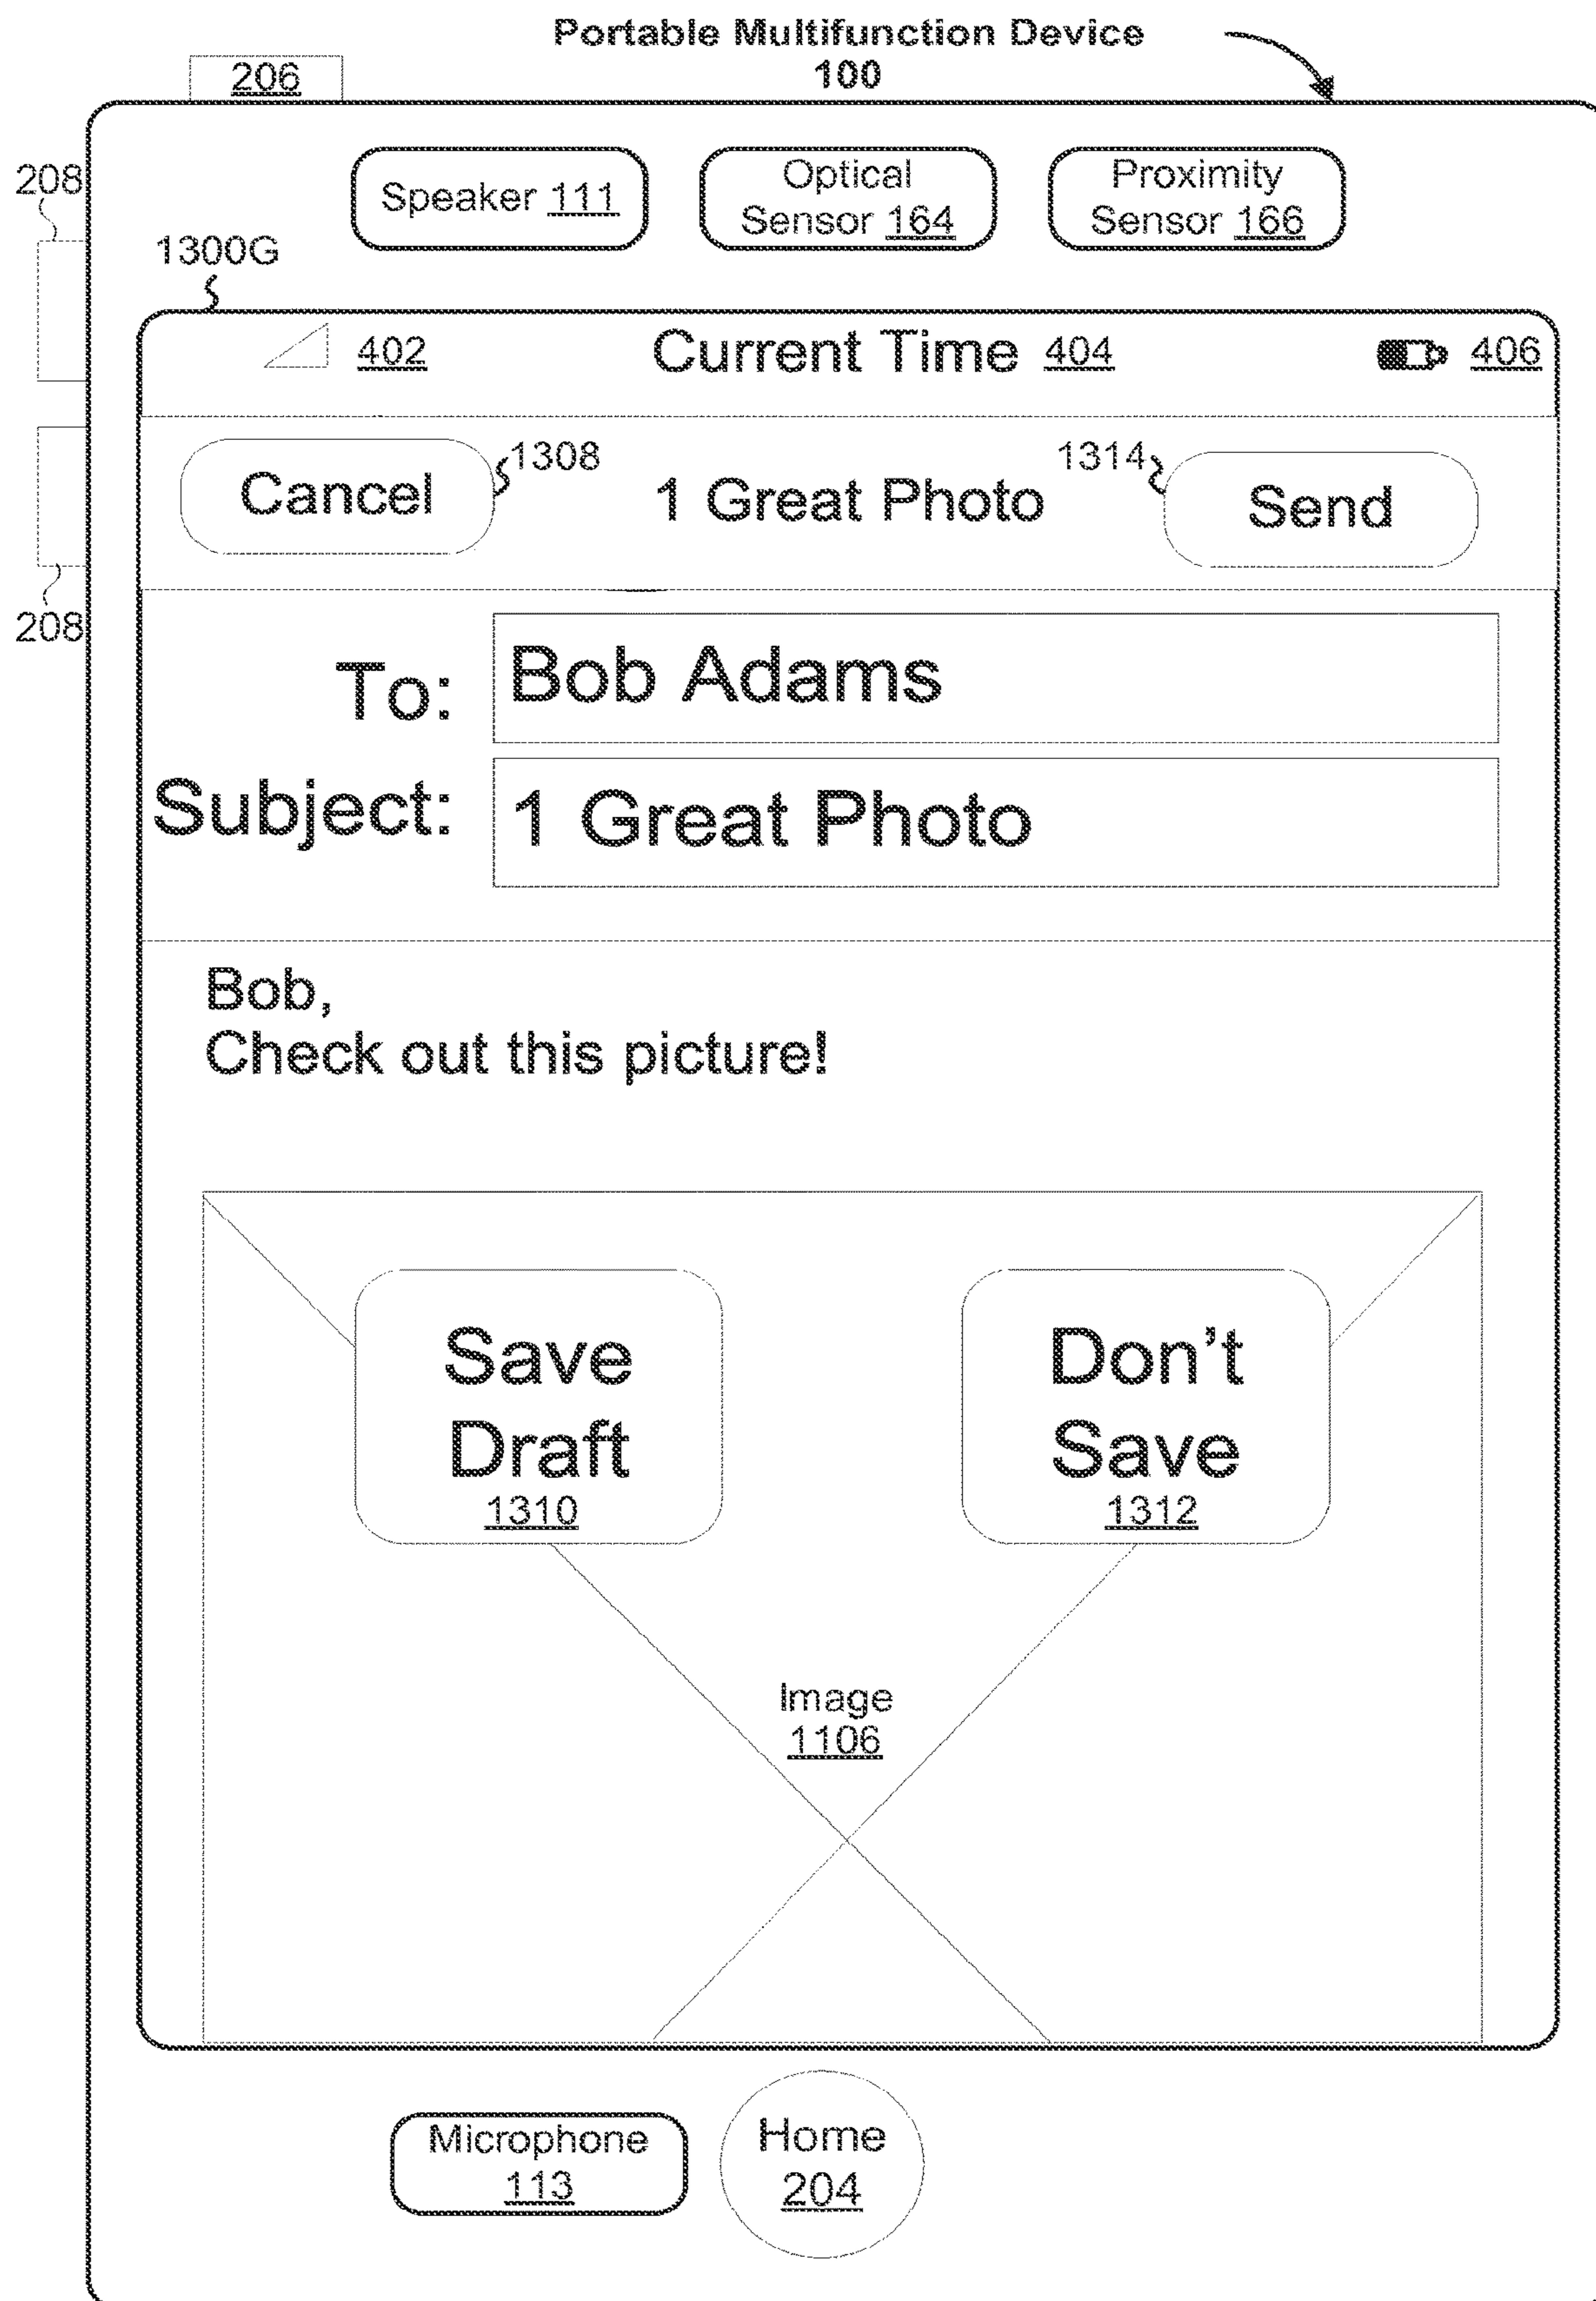 Portable Multifunction Device
100
206
208
Speaker 111
Optical
Sensor 164
Proximity
Sensor 166
1300G
402
Current Time 404
406
Cancel
1308
1 Great Photo
1314
Send
208
To:
Bob Adams
Subject:
1 Great Photo
Bob,
Check out this picture!
Save
Draft
1310
Don't
Save
1312
Image
1106
Microphone
113
Home
204